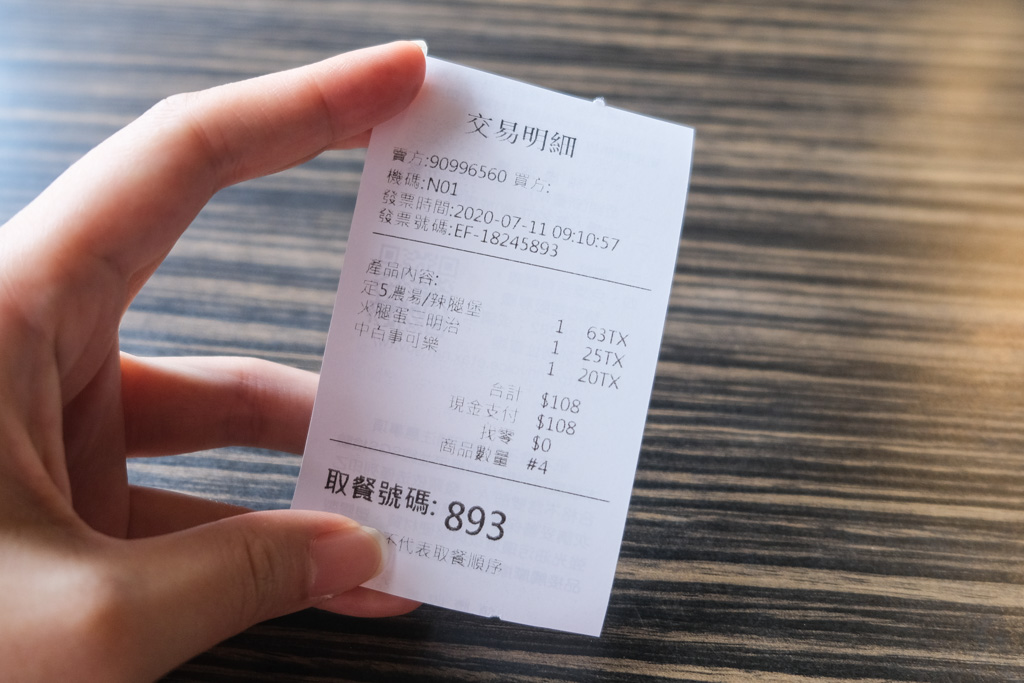 交易明細
賣方:90996560 買方:
機碼:N01
發票時間:2020-07-11 09:10:57
發票號碼:EF-18245893
產品內容:
定5農場/辣腿堡 1 63TX
火腿蛋三明治 1 25TX
中百事可樂 1 20TX
合計 $108
現金支付 $108
找零 $0
商品數量 #4
取餐號碼: 893
不代表取餐順序